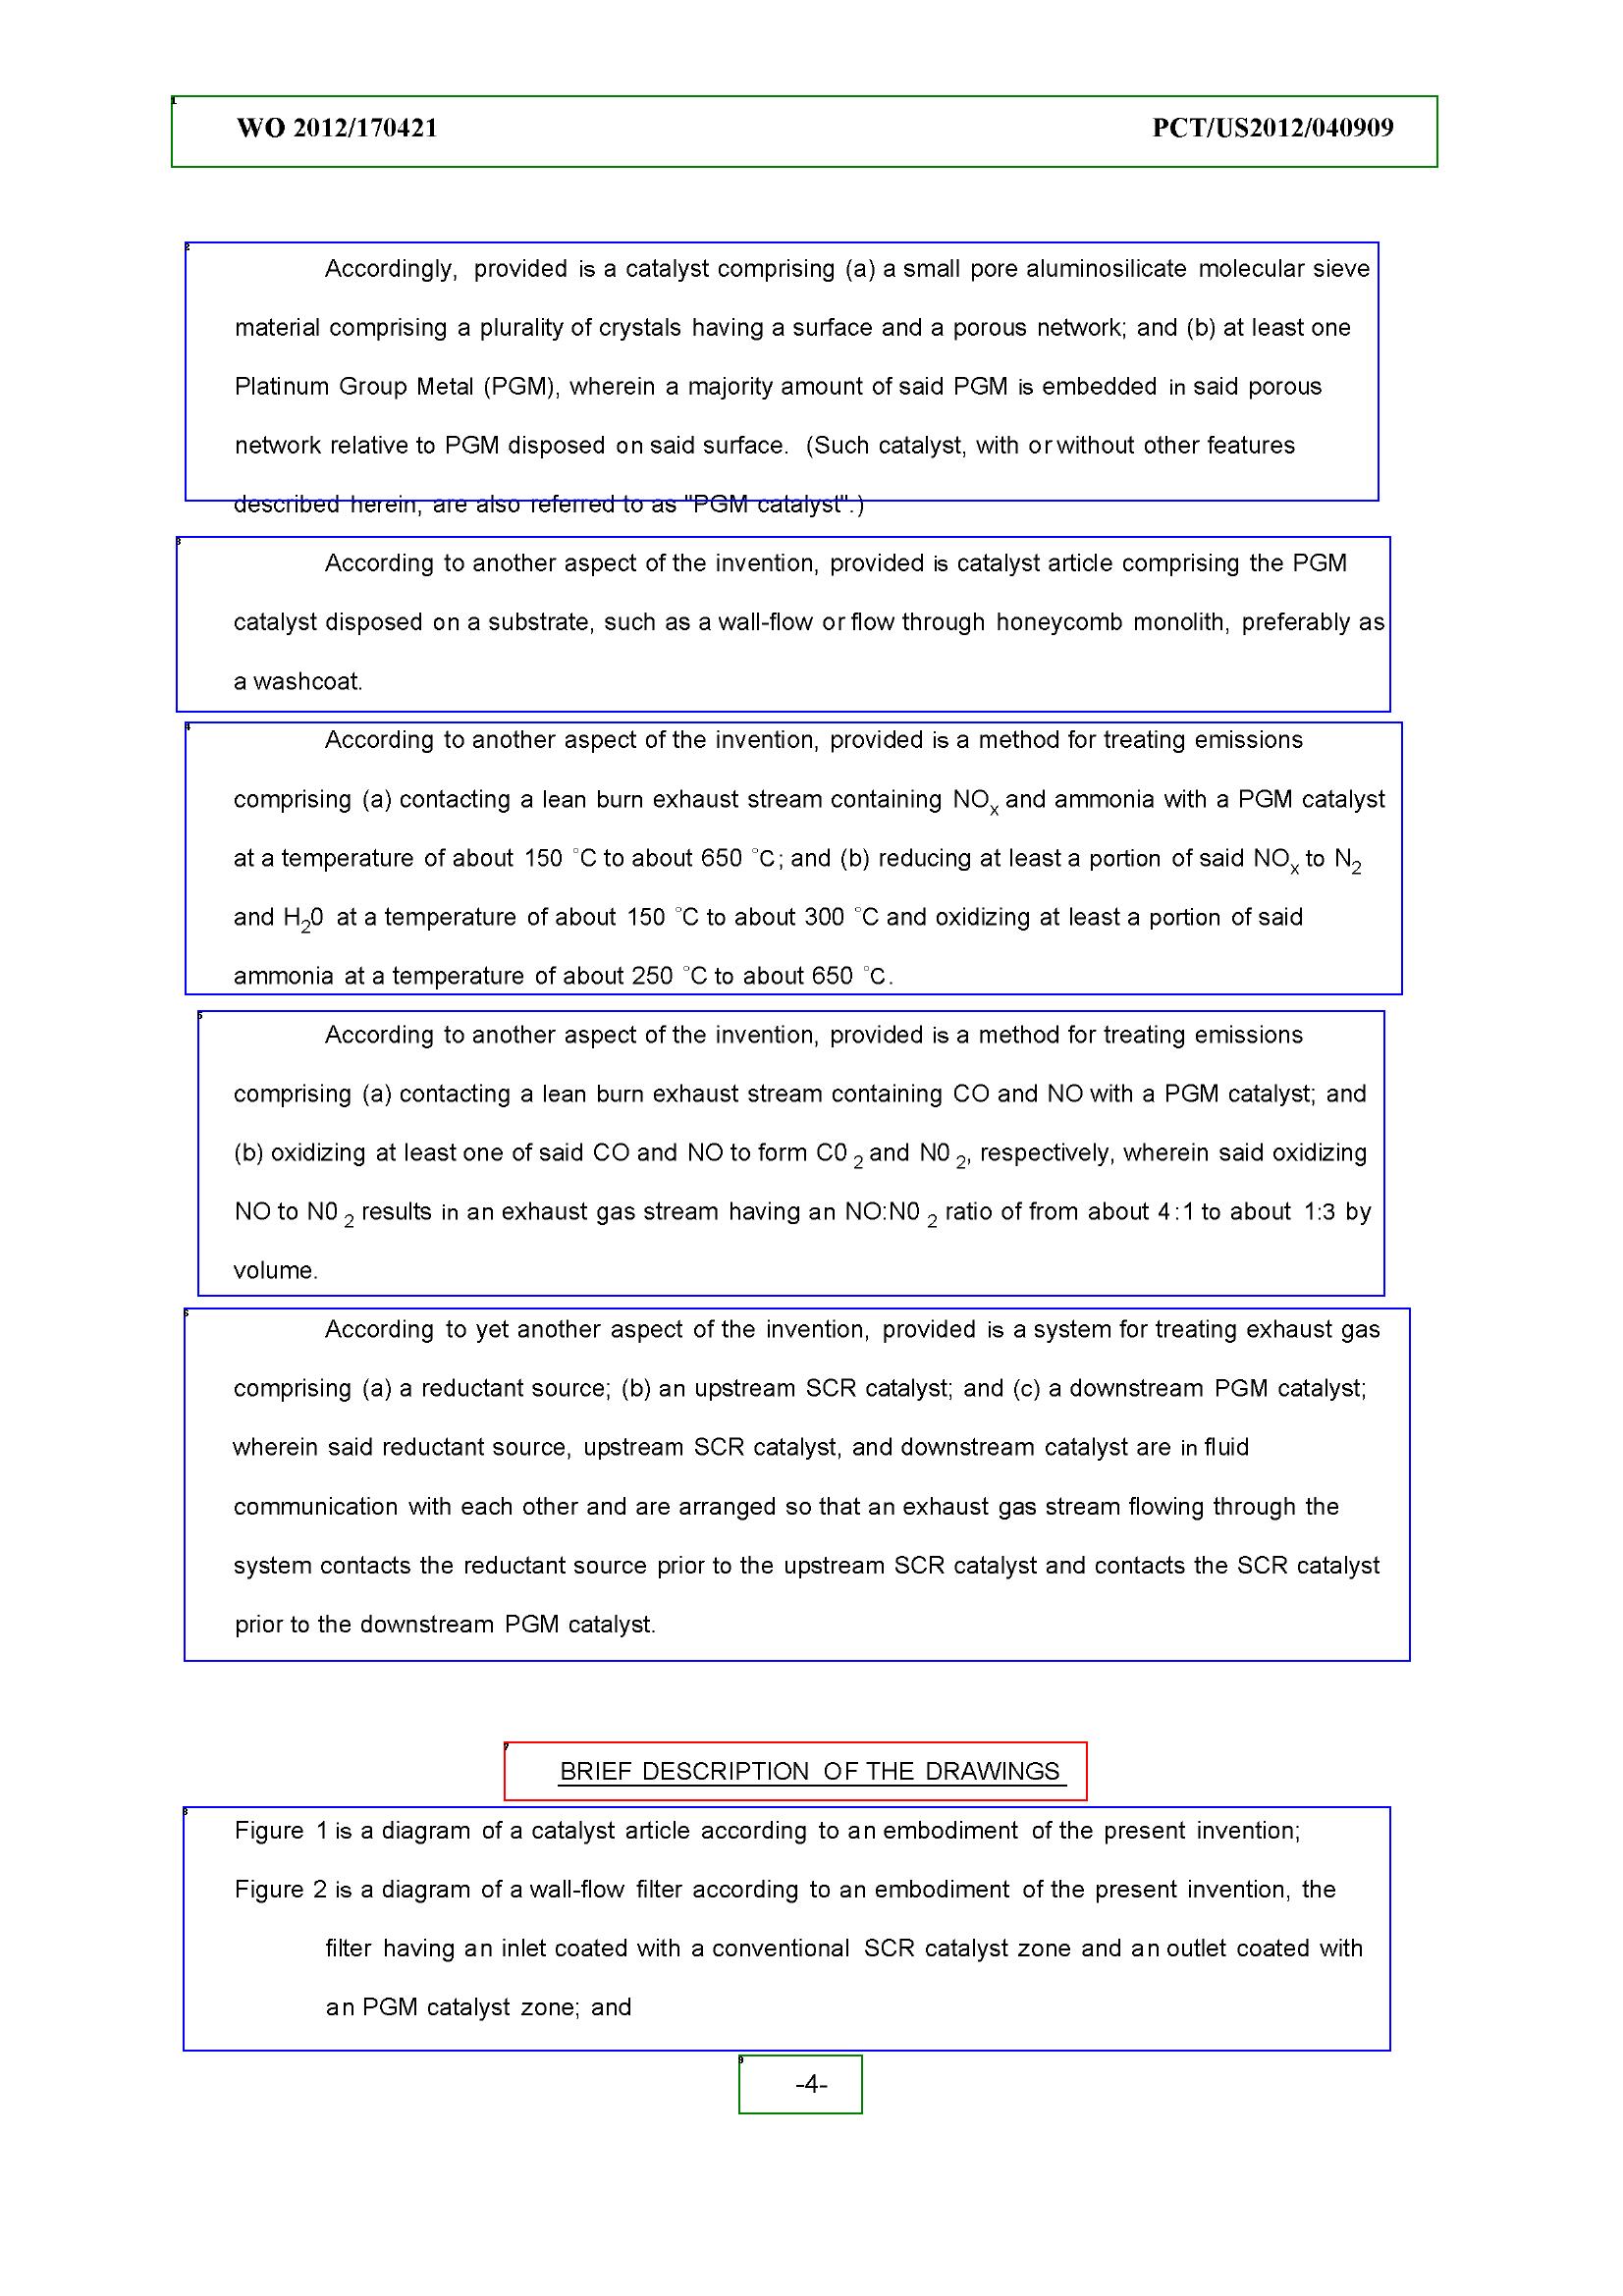 WO 2012/170421 PCT/US2012/040909
Accordingly, provided is a catalyst comprising (a) a small pore aluminosilicate molecular sieve
material comprising a plurality of crystals having a surface and a porous network; and (b) at least one
Platinum Group Metal (PGM), wherein a majority amount of said PGM is embedded in said porous
network relative to PGM disposed on said surface. (Such catalyst, with or without other features
described herein, are also referred to as "PGM catalyst".)
According to another aspect of the invention, provided is catalyst article comprising the PGM
catalyst disposed on a substrate, such as a wall-flow or flow through honeycomb monolith, preferably as
a washcoat.
According to another aspect of the invention, provided is a method for treating emissions
comprising (a) contacting a lean burn exhaust stream containing NOx and ammonia with a PGM catalyst
at a temperature of about 150 °C to about 650 °C; and (b) reducing at least a portion of said NOx to N2
and H20 at a temperature of about 150 °C to about 300 °C and oxidizing at least a portion of said
ammonia at a temperature of about 250 °C to about 650 °C.
According to another aspect of the invention, provided is a method for treating emissions
comprising (a) contacting a lean burn exhaust stream containing CO and NO with a PGM catalyst; and
(b) oxidizing at least one of said CO and NO to form C0 2 and N0 2, respectively, wherein said oxidizing
NO to N0 2 results in an exhaust gas stream having an NO:N0 2 ratio of from about 4:1 to about 1:3 by
volume.
According to yet another aspect of the invention, provided is a system for treating exhaust gas
comprising (a) a reductant source; (b) an upstream SCR catalyst; and (c) a downstream PGM catalyst;
wherein said reductant source, upstream SCR catalyst, and downstream catalyst are in fluid
communication with each other and are arranged so that an exhaust gas stream flowing through the
system contacts the reductant source prior to the upstream SCR catalyst and contacts the SCR catalyst
prior to the downstream PGM catalyst.
BRIEF DESCRIPTION OF THE DRAWINGS
Figure 1 is a diagram of a catalyst article according to an embodiment of the present invention;
Figure 2 is a diagram of a wall-flow filter according to an embodiment of the present invention, the
filter having an inlet coated with a conventional SCR catalyst zone and an outlet coated with
an PGM catalyst zone; and
-4-